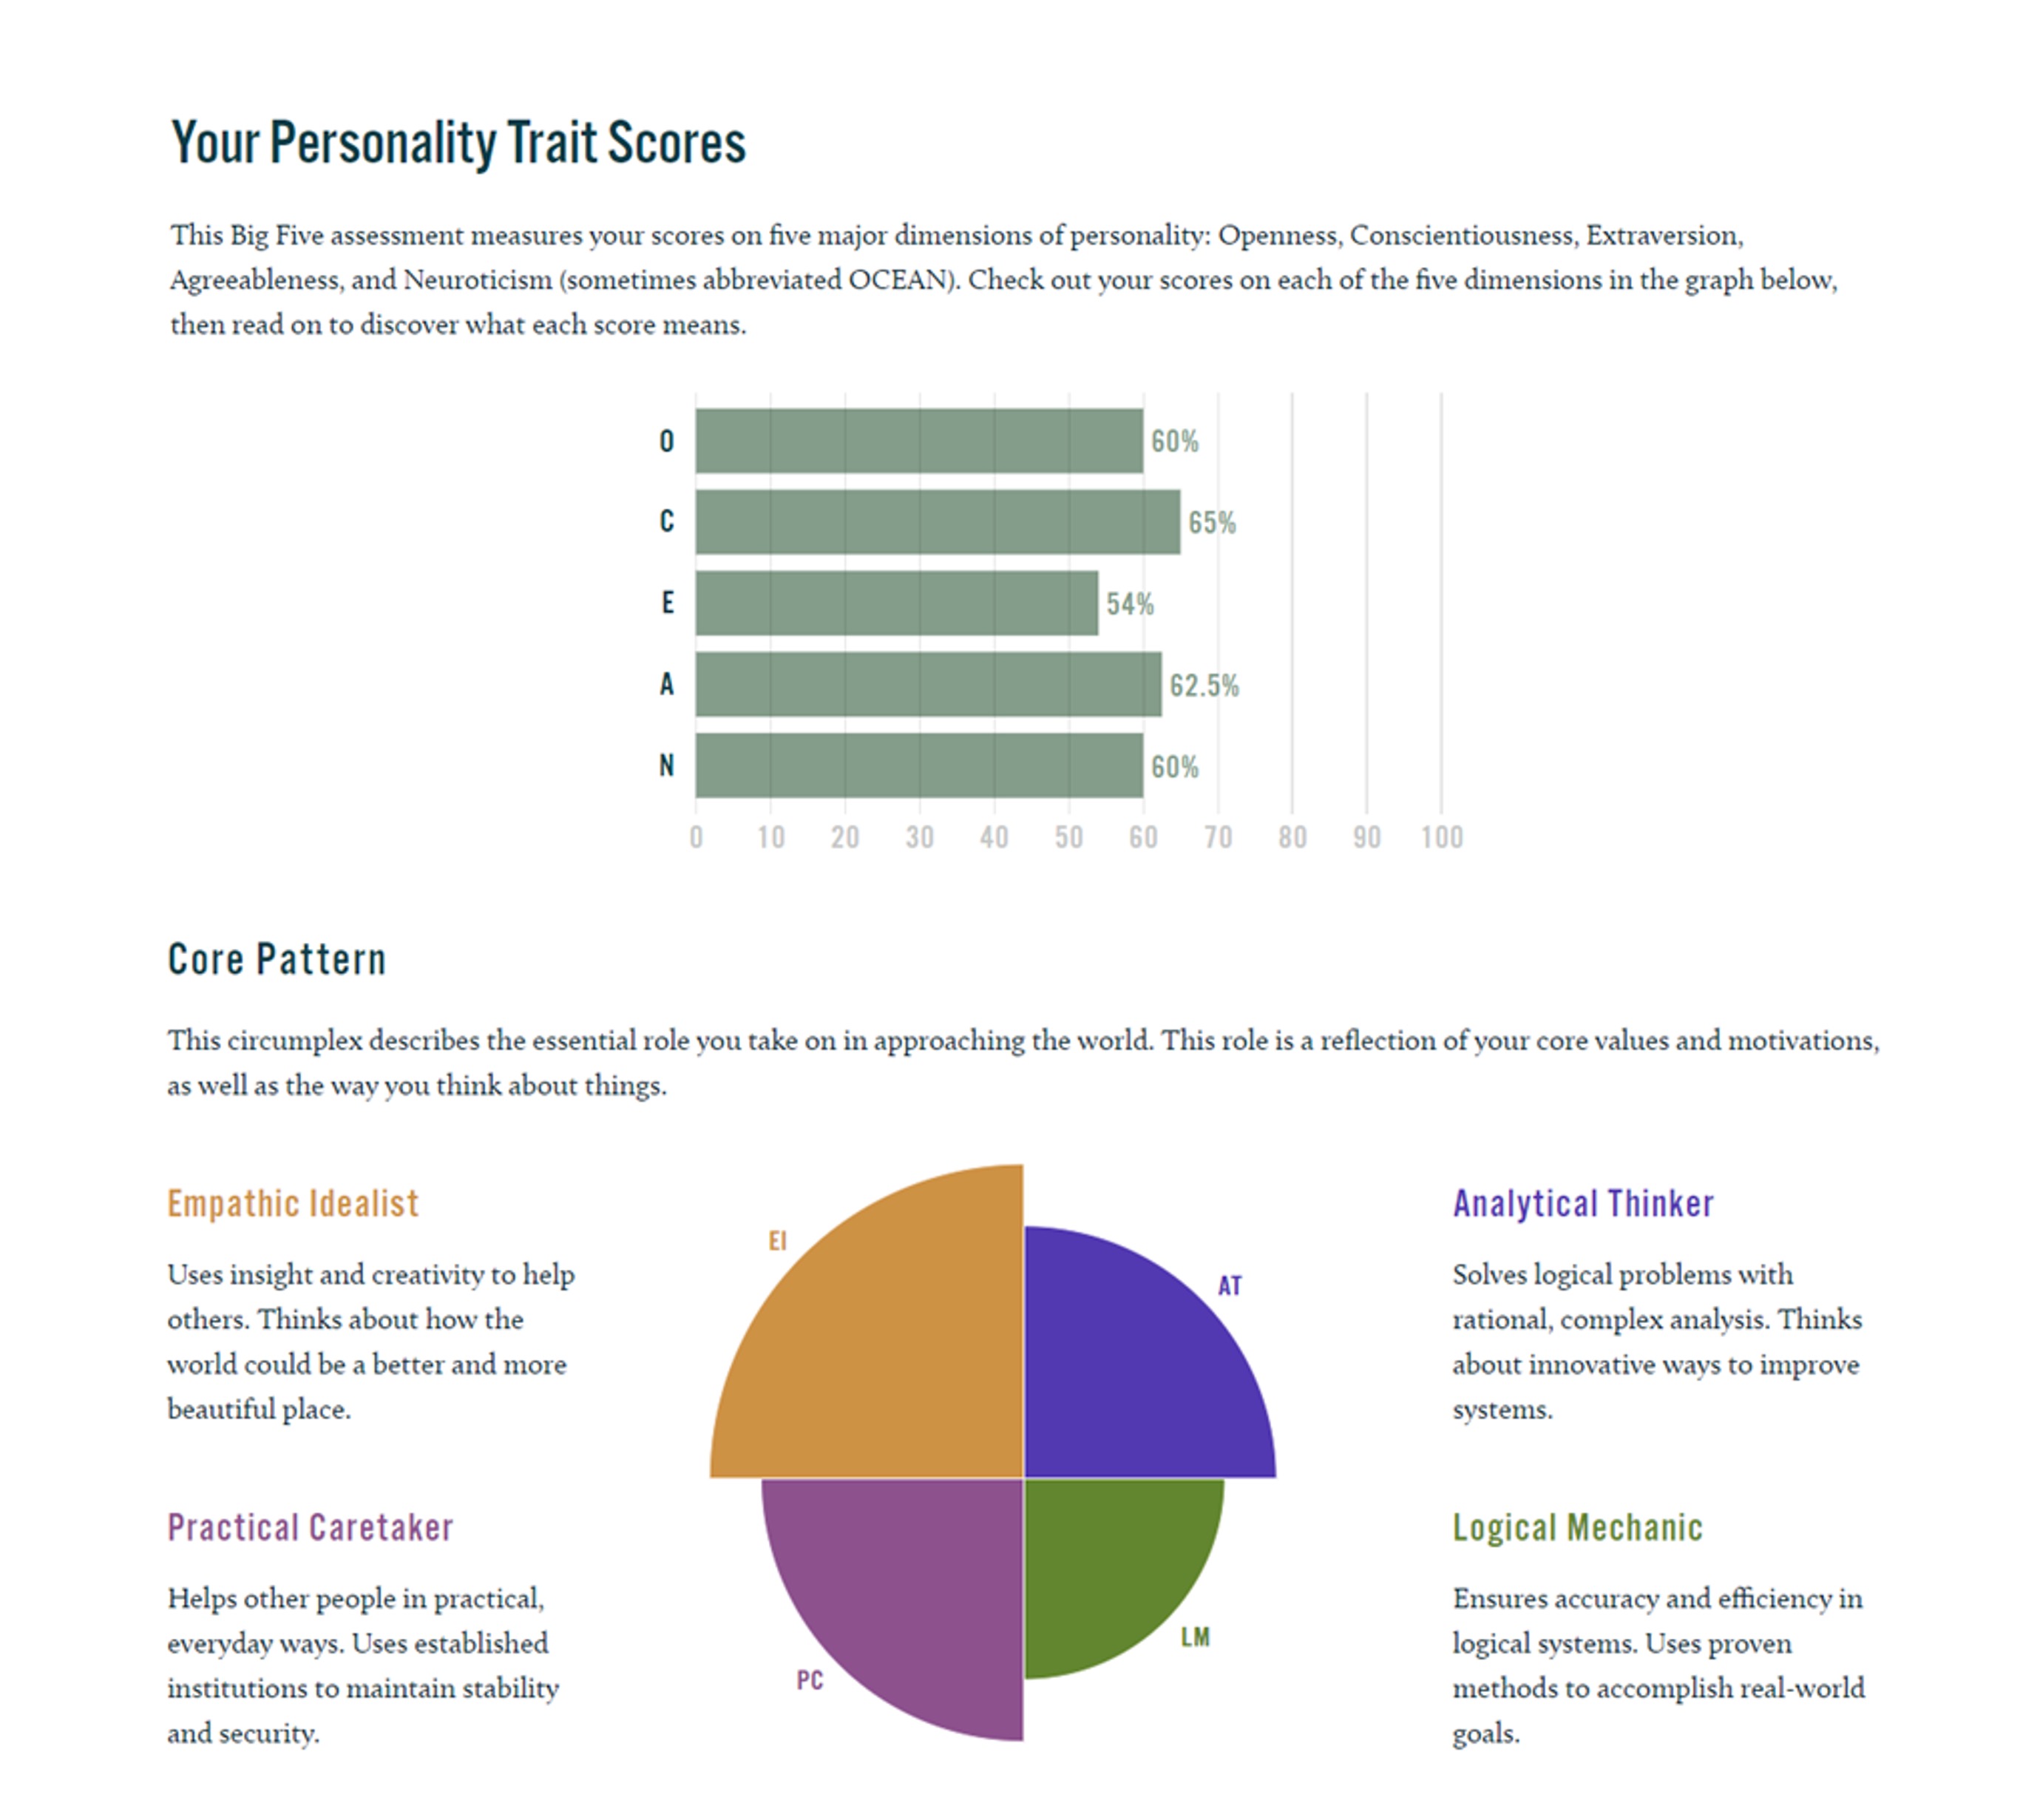 Your Personality Trait Scores
This Big Five assessment measures your scores on five major dimensions of personality: Openness, Conscientiousness, Extraversion,
Agreeableness, and Neuroticism (sometimes abbreviated OCEAN). Check out your scores on each of the five dimensions in the graph below,
then read on to discover what each score means.
O 60%
C 65%
E 54%
A 62.5%
N 60%
0 10 20 30 40 50 60 70 80 90 100
Core Pattern
This circumplex describes the essential role you take on in approaching the world. This role is a reflection of your core values and motivations,
as well as the way you think about things.
Empathic Idealist
Uses insight and creativity to help
others. Thinks about how the
world could be a better and more
beautiful place.
Practical Caretaker
Helps other people in practical,
everyday ways. Uses established
institutions to maintain stability
and security.
EI
AT
PC
LM
Analytical Thinker
Solves logical problems with
rational, complex analysis. Thinks
about innovative ways to improve
systems.
Logical Mechanic
Ensures accuracy and efficiency in
logical systems. Uses proven
methods to accomplish real-world
goals.